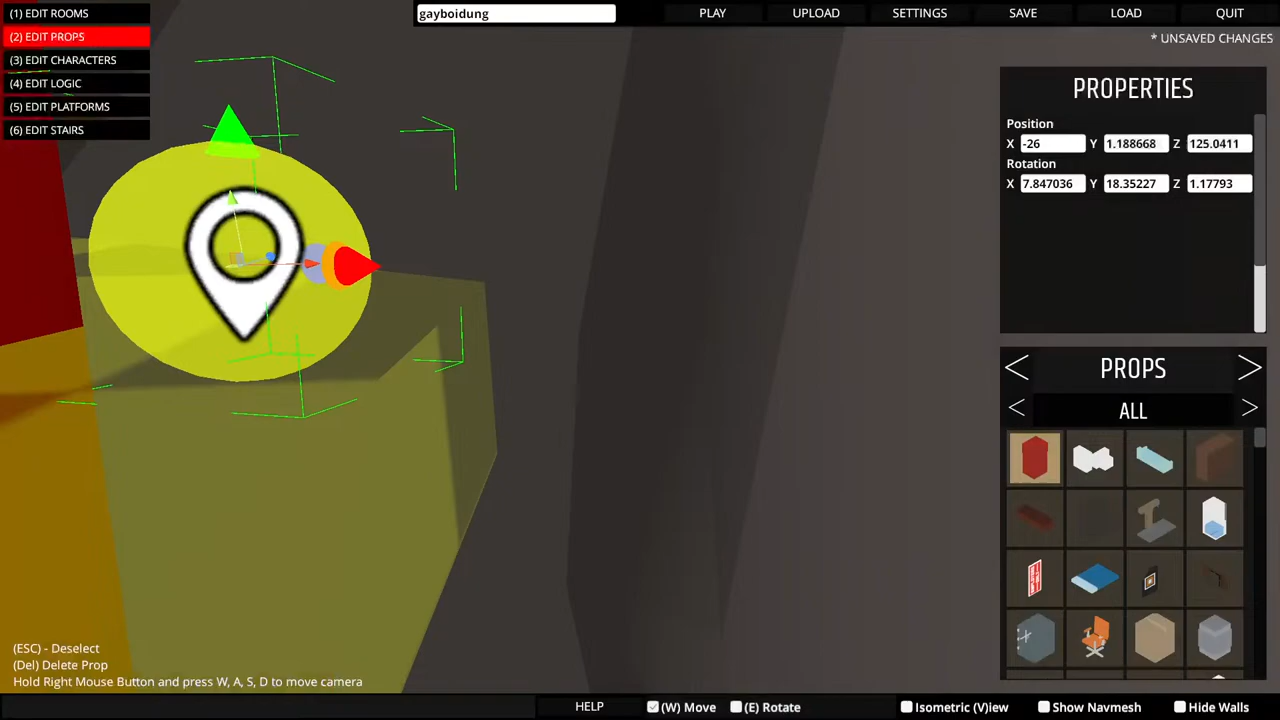 (1) EDIT ROOMS
(2) EDIT PROPS
(3) EDIT CHARACTERS
(4) EDIT LOGIC
(5) EDIT PLATFORMS
(6) EDIT STAIRS
gayboidung
PLAY UPLOAD SETTINGS SAVE LOAD QUIT
* UNSAVED CHANGES
PROPERTIES
Position
X -26 Y 1.188668 Z 125.0411
Rotation
X 7.847036 Y 18.35227 Z 1.17793
< PROPS >
< ALL >
(ESC) - Deselect
(Del) Delete Prop
Hold Right Mouse Button and press W, A, S, D to move camera
HELP (W) Move (E) Rotate Isometric (V)iew Show Navmesh Hide Walls